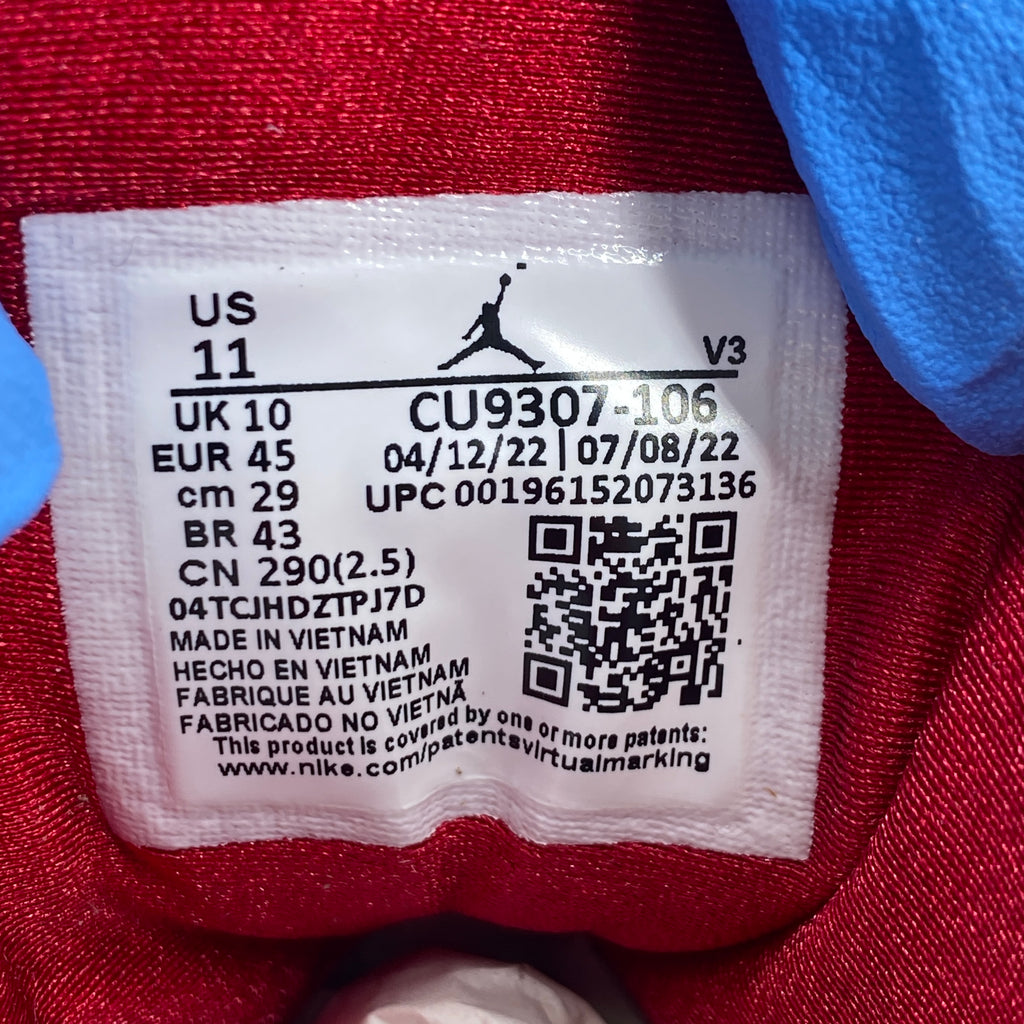 US
11
V3
UK 10
CU9307-106
EUR 45
04/12/22 | 07/08/22
cm 29
UPC 00196152073136
BR 43
CN 290(2.5)
04TCJHDZTPJ7D
MADE IN VIETNAM
HECHO EN VIETNAM
FABRIQUE AU VIETNAM
FABRICADO NO VIETNÃ
This product is covered by one or more patents:
www.nike.com/patentsvirtualmarking